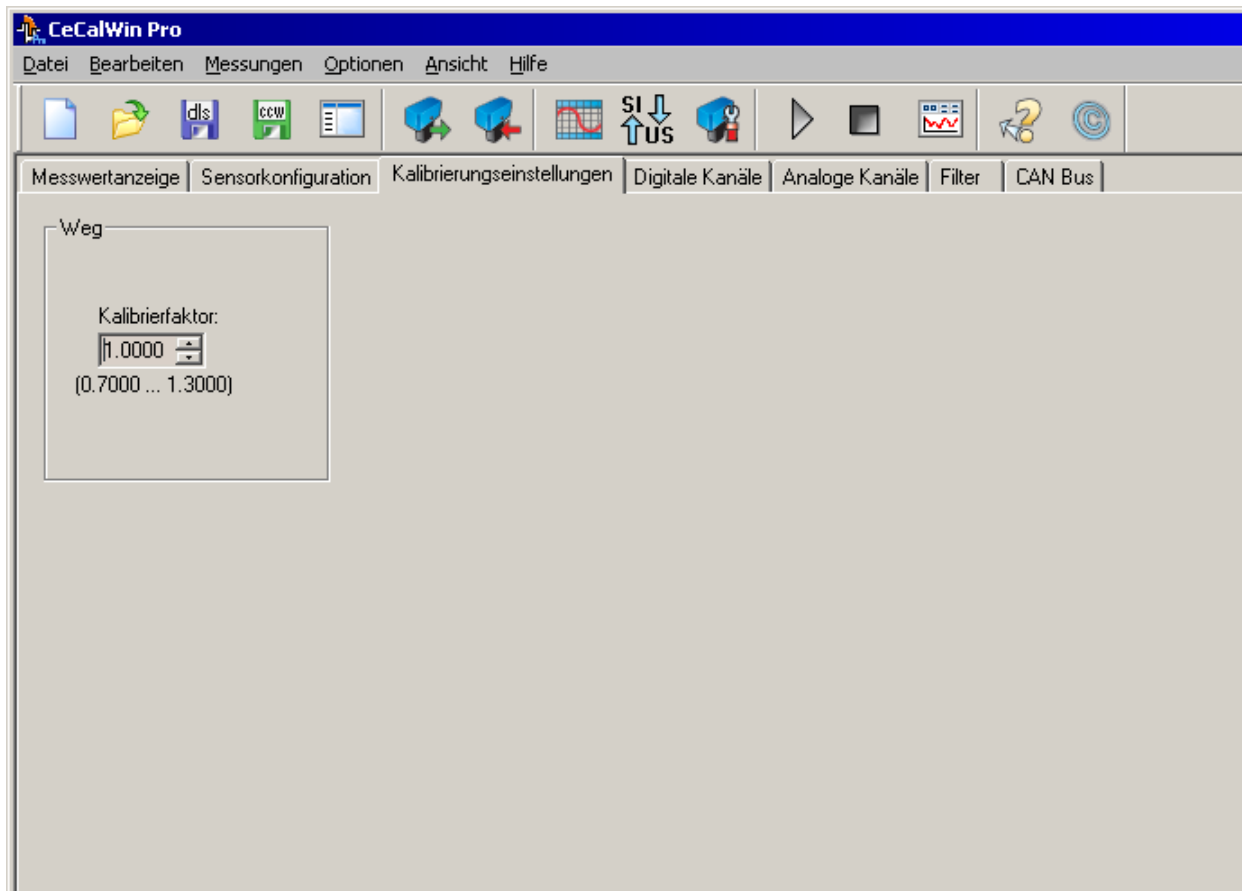 CeCalWin Pro
Datei Bearbeiten Messungen Optionen Ansicht Hilfe
dls ccw SI US ©
Messwertanzeige Sensorkonfiguration Kalibrierungseinstellungen Digitale Kanäle Analoge Kanäle Filter CAN Bus
Weg
Kalibrierfaktor:
1.0000
(0.7000 ... 1.3000)